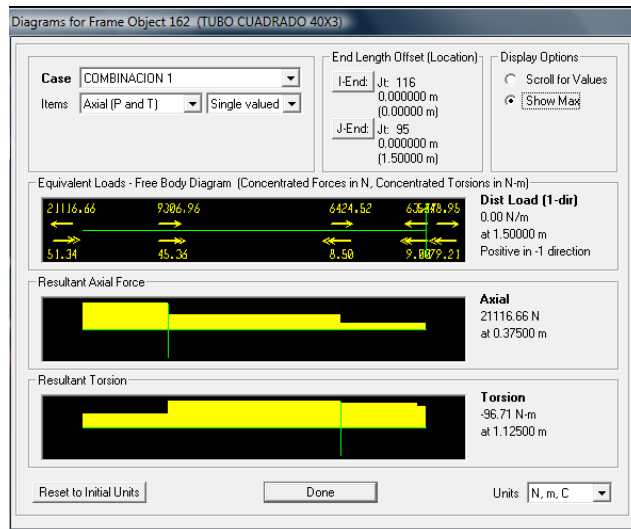 Diagrams for Frame Object 162 (TUBO CUADRADO 40X3)
Case COMBINACION 1
Items Axial (P and T) Single valued
End Length Offset (Location)
I-End: Jt: 116
0.000000 m
(0.00000 m)
J-End: Jt: 95
0.000000 m
(1.50000 m)
Display Options
Scroll for Values
Show Max
Equivalent Loads - Free Body Diagram (Concentrated Forces in N, Concentrated Torsions in N-m)
21116.66 9306.96 6424.52
51.34 45.36 8.50
Dist Load (1-dir)
0.00 N/m
at 1.50000 m
Positive in -1 direction
Resultant Axial Force
Axial
21116.66 N
at 0.37500 m
Resultant Torsion
Torsion
-96.71 N-m
at 1.12500 m
Reset to Initial Units
Done
Units N, m, C